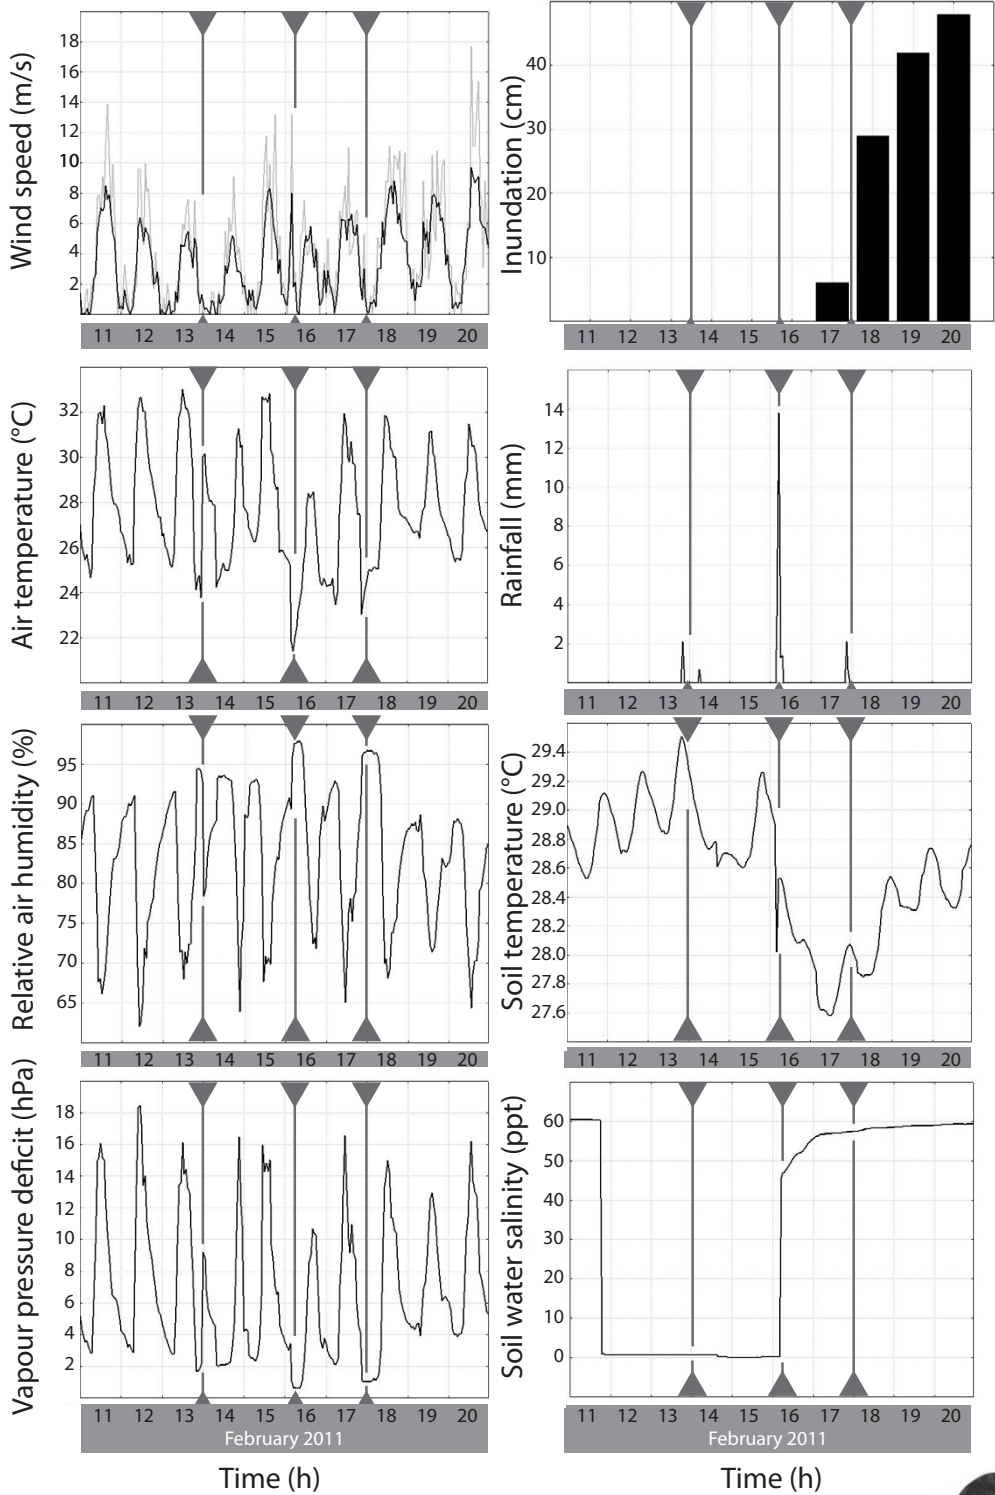 Wind speed (m/s)
18
16
14
12
10
8
6
4
2
11 12 13 14 15 16 17 18 19 20
Inundation (cm)
40
30
20
10
11 12 13 14 15 16 17 18 19 20
Air temperature (°C)
32
30
28
26
24
22
11 12 13 14 15 16 17 18 19 20
Rainfall (mm)
14
12
10
8
6
4
2
11 12 13 14 15 16 17 18 19 20
Relative air humidity (%)
95
90
85
80
75
70
65
11 12 13 14 15 16 17 18 19 20
Soil temperature (°C)
29.4
29.2
29.0
28.8
28.6
28.4
28.2
28.0
27.8
27.6
11 12 13 14 15 16 17 18 19 20
Vapour pressure deficit (hPa)
18
16
14
12
10
8
6
4
2
11 12 13 14 15 16 17 18 19 20
February 2011
Time (h)
Soil water salinity (ppt)
60
50
40
30
20
10
0
11 12 13 14 15 16 17 18 19 20
February 2011
Time (h)